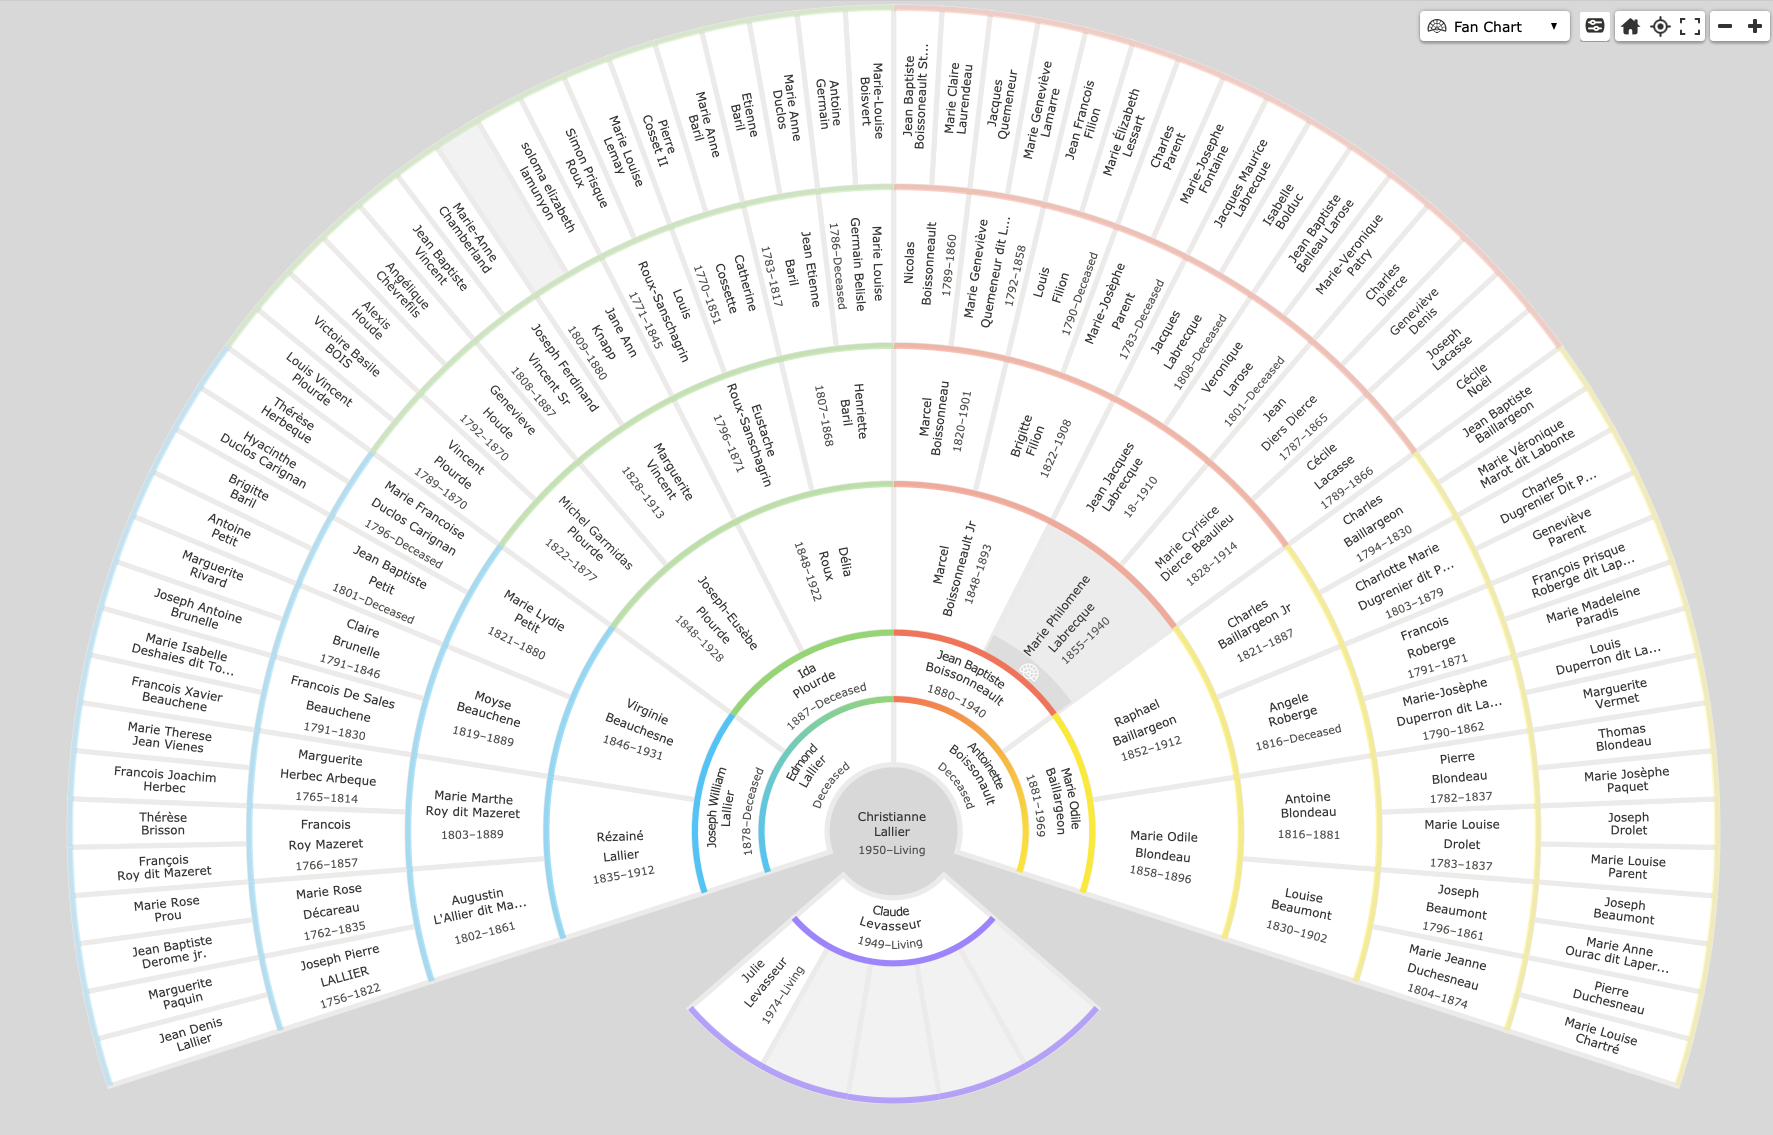 Fan Chart
Christianne
Lallier
1950–Living
Edmond
Lallier
Deceased
Antoinette
Boissonault
Deceased
Joseph William
Lallier
1878–Deceased
Ida
Plourde
1887–Deceased
Jean Baptiste
Boissonneault
1880–1940
Marie Odile
Baillargeon
1881–1969
Rézainé
Lallier
1835–1912
Virginie
Beauchesne
1846–1931
Joseph-Eusèbe
Plourde
1848–1928
Délia
Roux
1848–1922
Marcel
Boissonneault Jr
1848–1893
Marie Philomene
Labrecque
1855–1940
Raphael
Baillargeon
1852–1912
Marie Odile
Blondeau
1858–1896
Augustin
L'Allier dit Ma...
1802–1861
Marie Marthe
Roy dit Mazeret
1803–1889
Moyse
Beauchene
1819–1889
Marie Lydie
Petit
1821–1880
Michel Garmidas
Plourde
1822–1877
Marguerite
Vincent
1828–1913
Eustache
Roux-Sanschagrin
1796–1871
Henriette
Baril
1807–1868
Marcel
Boissonneau
1820–1901
Brigitte
Filion
1822–1908
Jean Jacques
Labrecque
18–1910
Marie Cyrisice
Dierce Beaulieu
1828–1914
Charles
Baillargeon Jr
1821–1887
Angele
Roberge
1816–Deceased
Antoine
Blondeau
1816–1881
Louise
Beaumont
1830–1902
Joseph Pierre
LALLIER
1756–1822
Marie Rose
Décareau
1762–1835
Francois
Roy Mazeret
1766–1857
Marguerite
Herbec Arbeque
1765–1814
Francois De Sales
Beauchene
1791–1830
Claire
Brunelle
1791–1846
Jean Baptiste
Petit
1801–Deceased
Marie Francoise
Duclos Carignan
1796–Deceased
Vincent
Plourde
1789–1870
Genevieve
Houde
1792–1870
Joseph Ferdinand
Vincent Sr
1808–1887
Jane Ann
Knapp
1809–1880
Louis
Roux-Sanschagrin
1771–1845
Catherine
Cossette
1770–1851
Jean Etienne
Baril
1783–1817
Marie Louise
Germain Belisle
1786–Deceased
Nicolas
Boissonneault
1789–1860
Marie Geneviève
Quemeneur dit L...
1792–1858
Louis
Filion
1790–Deceased
Marie-Josèphe
Parent
1783–Deceased
Jacques
Labrecque
1808–Deceased
Veronique
Larose
1801–Deceased
Jean
Diers Dierce
1787–1865
Cécile
Lacasse
1789–1866
Charles
Baillargeon
1794–1830
Charlotte Marie
Dugrenier dit P...
1803–1879
Francois
Roberge
1791–1871
Marie-Josèphe
Duperron dit La...
1790–1862
Pierre
Blondeau
1782–1837
Marie Louise
Drolet
1783–1837
Joseph
Beaumont
1796–1861
Marie Jeanne
Duchesneau
1804–1874
Jean Denis
Lallier
Marguerite
Paquin
Jean Baptiste
Derome jr.
Marie Rose
Prou
François
Roy dit Mazeret
Thérèse
Brisson
Francois Joachim
Herbec
Marie Therese
Jean Vienes
Francois Xavier
Beauchene
Marie Isabelle
Deshaies dit To...
Joseph Antoine
Brunelle
Marguerite
Rivard
Antoine
Petit
Brigitte
Baril
Hyacinthe
Duclos Carignan
Thérèse
Herbeque
Louis Vincent
Plourde
Victoire Basile
BOIS
Alexis
Houde
Angélique
Chêvrefils
Jean Baptiste
Vincent
Marie-Anne
Chamberland
soloma elizabeth
lamunyon
Simon Prisque
Roux
Marie Louise
Lemay
Pierre
Cosset II
Marie Anne
Baril
Etienne
Baril
Marie Anne
Duclos
Antoine
Germain
Marie-Louise
Boisvert
Jean Baptiste
Boissoneault St...
Marie Claire
Laurendeau
Jacques
Quemeneur
Marie Geneviève
Lamarre
Jean Francois
Filion
Marie Élizabeth
Lessart
Charles
Parent
Marie-Josephe
Fontaine
Jacques Maurice
Labrecque
Isabelle
Bolduc
Jean Baptiste
Belleau Larose
Marie-Veronique
Patry
Charles
Dierce
Geneviève
Denis
Joseph
Lacasse
Cécile
Noël
Jean Baptiste
Baillargeon
Marie Véronique
Marot dit Labonte
Charles
Dugrenier Dit P...
Geneviève
Parent
François Prisque
Roberge dit Lap...
Marie Madeleine
Paradis
Louis
Duperron dit La...
Marguerite
Vermet
Thomas
Blondeau
Marie Josèphe
Paquet
Joseph
Drolet
Marie Louise
Parent
Joseph
Beaumont
Marie Anne
Ourac dit Laper...
Pierre
Duchesneau
Marie Louise
Chartré
Claude
Levasseur
1949–Living
Julie
Levasseur
1974–Living